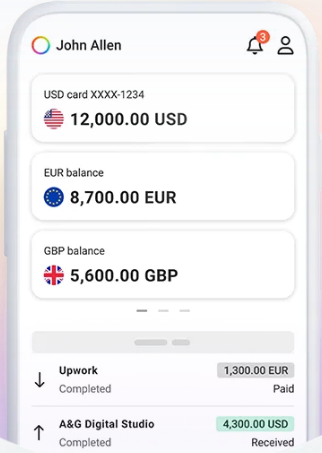 John Allen
3
USD card XXXX-1234
12,000.00 USD
EUR balance
8,700.00 EUR
GBP balance
5,600.00 GBP
Upwork
1,300.00 EUR
Completed
Paid
A&G Digital Studio
4,300.00 USD
Completed
Received